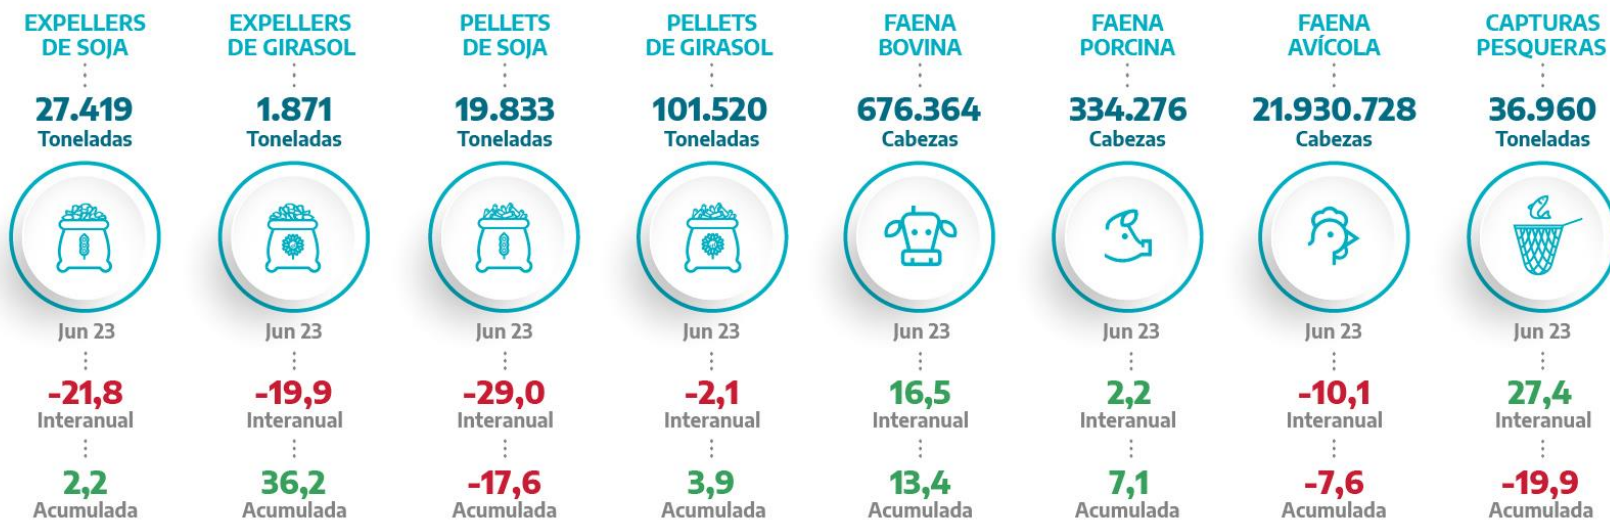 EXPELLERS
DE SOJA
27.419
Toneladas
Jun 23
-21,8
Interanual
2,2
Acumulada
EXPELLERS
DE GIRASOL
1.871
Toneladas
Jun 23
-19,9
Interanual
36,2
Acumulada
PELLETS
DE SOJA
19.833
Toneladas
Jun 23
-29,0
Interanual
-17,6
Acumulada
PELLETS
DE GIRASOL
101.520
Toneladas
Jun 23
-2,1
Interanual
3,9
Acumulada
FAENA
BOVINA
676.364
Cabezas
Jun 23
16,5
Interanual
13,4
Acumulada
FAENA
PORCINA
334.276
Cabezas
Jun 23
2,2
Interanual
7,1
Acumulada
FAENA
AVÍCOLA
21.930.728
Cabezas
Jun 23
-10,1
Interanual
-7,6
Acumulada
CAPTURAS
PESQUERAS
36.960
Toneladas
Jun 23
27,4
Interanual
-19,9
Acumulada